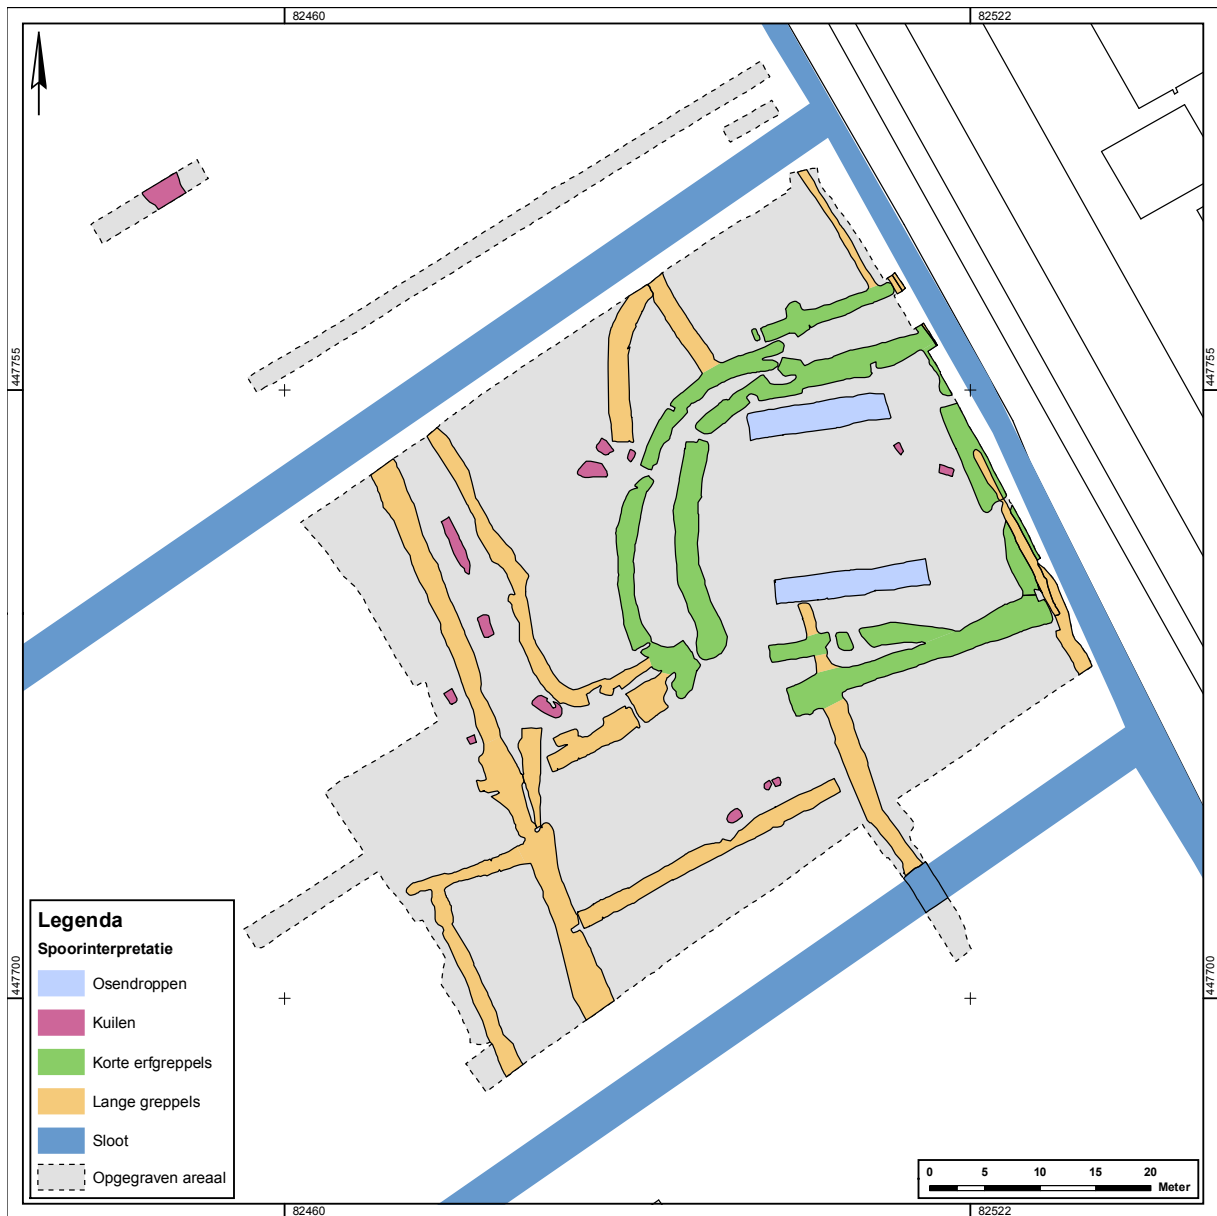 82460
82522
447755
447755
447700
447700
Legenda
Spoorinterpretatie
Osendroppen
Kuilen
Korte erfgreppels
Lange greppels
Sloot
Opgegraven areaal
0 5 10 15 20
Meter
82460
82522